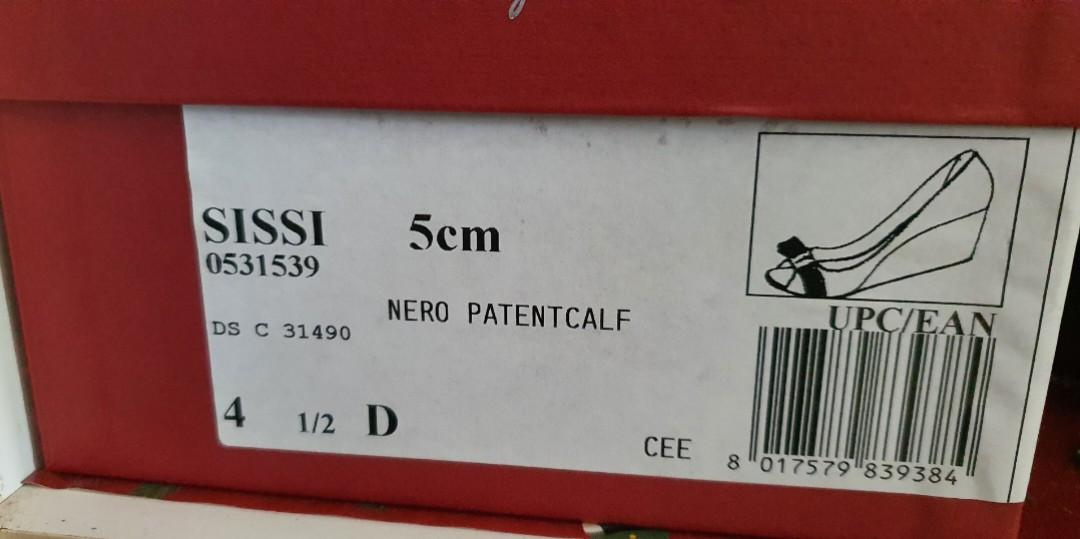 SISSI 5cm
0531539
NERO PATENTCALF
DS C 31490
4 1/2 D
CEE
UPC/EAN
8 017579 839384